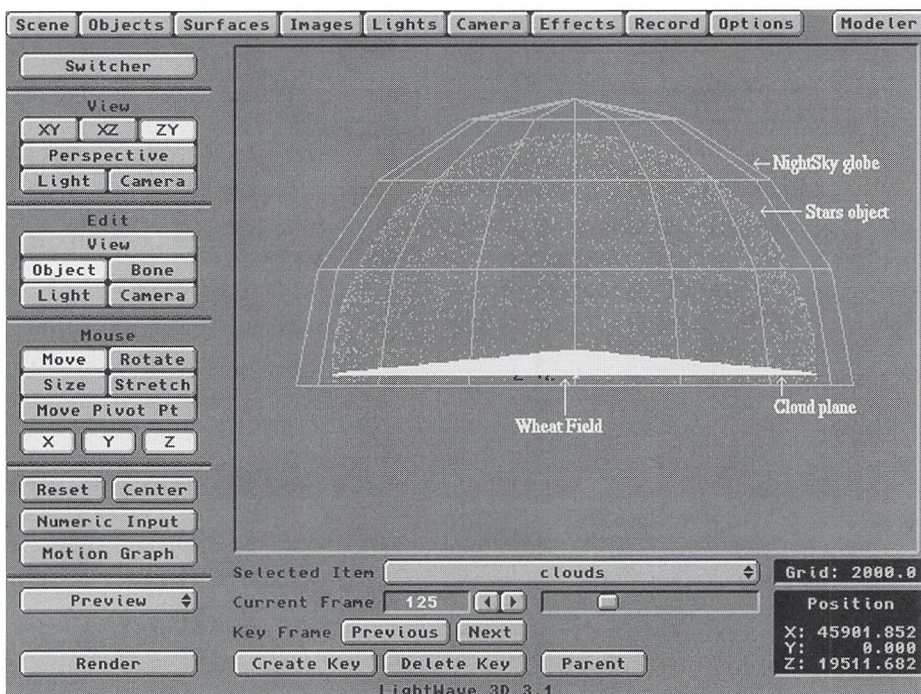 Scene Objects Surfaces Images Lights Camera Effects Record Options Modeler
Switcher
View
XY XZ ZY
Perspective
Light Camera
Edit
View
Object Bone
Light Camera
Mouse
Move Rotate
Size Stretch
Move Pivot Pt
X Y Z
Reset Center
Numeric Input
Motion Graph
Preview
Render
NightSky globe
Stars object
Cloud plane
Wheat Field
Selected Item clouds
Current Frame 125
Key Frame Previous Next
Create Key Delete Key Parent
LightWave 3D 3.1
Grid: 2000.0
Position
X: 45901.852
Y: 0.000
Z: 19511.682